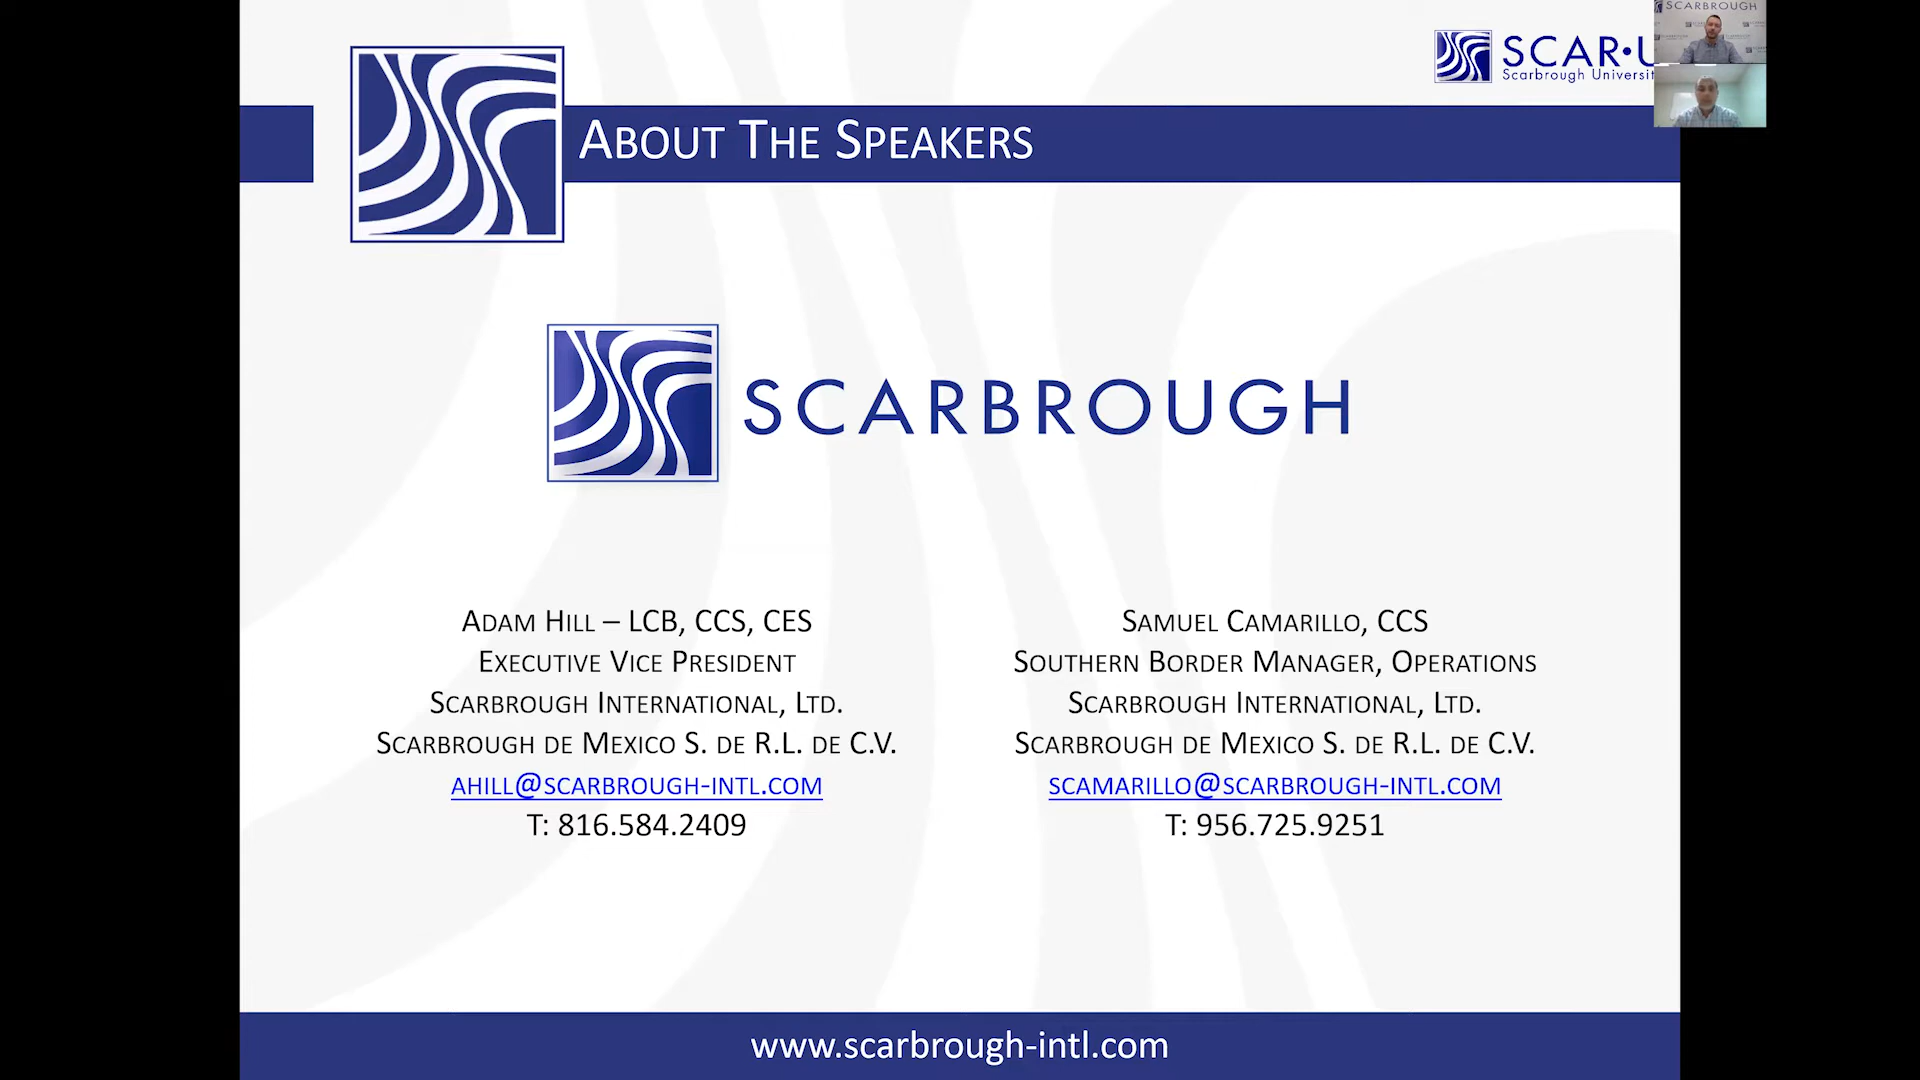 SCARBROUGH
SCAR•U
Scarbrough Universit
ABOUT THE SPEAKERS
SCARBROUGH
ADAM HILL – LCB, CCS, CES
EXECUTIVE VICE PRESIDENT
SCARBROUGH INTERNATIONAL, LTD.
SCARBROUGH DE MEXICO S. DE R.L. DE C.V.
AHILL@SCARBROUGH-INTL.COM
T: 816.584.2409
SAMUEL CAMARILLO, CCS
SOUTHERN BORDER MANAGER, OPERATIONS
SCARBROUGH INTERNATIONAL, LTD.
SCARBROUGH DE MEXICO S. DE R.L. DE C.V.
SCAMARILLO@SCARBROUGH-INTL.COM
T: 956.725.9251
www.scarbrough-intl.com